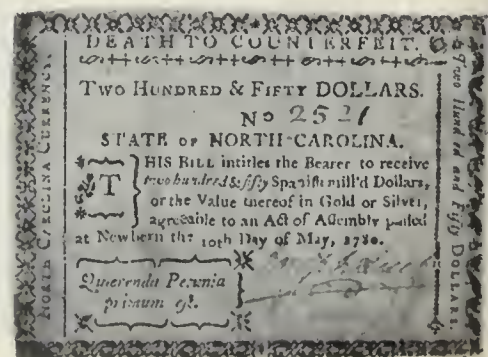 DEATH TO COUNTERFEIT.
TWO HUNDRED & FIFTY DOLLARS.
No 2521
STATE OF NORTH-CAROLINA.
THIS BILL intitles the Bearer to receive
two hundred & fifty Spanish mill'd Dollars,
or the Value thereof in Gold or Silver,
agreeable to an Act of Assembly passed
at Newbern the 10th Day of May, 1780.
Quærenda Pecunia
primum est.
NORTH CAROLINA CURRENCY.
Two Hundred and Fifty DOLLARS.